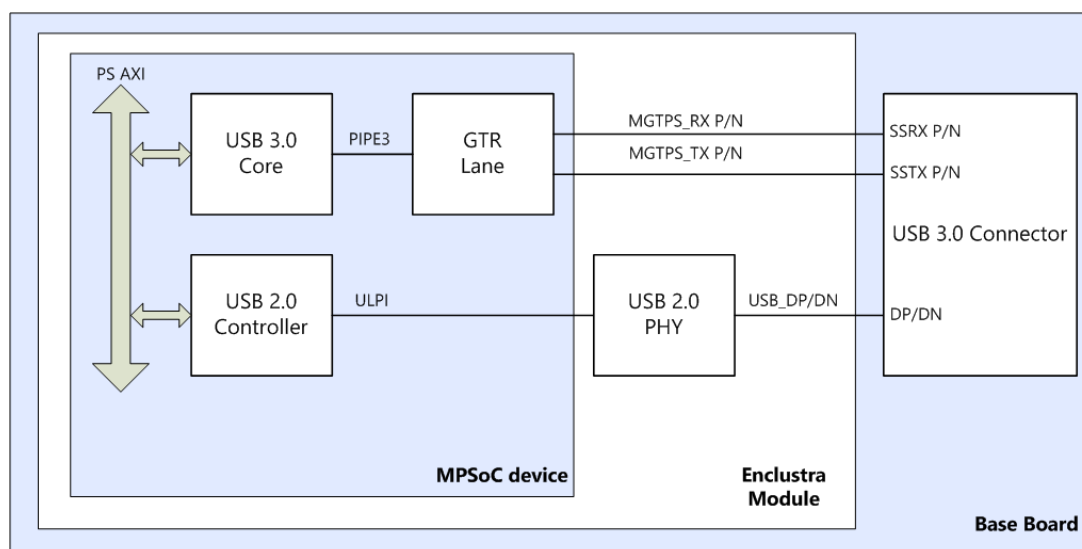 PS AXI
USB 3.0
Core
PIPE3
GTR
Lane
MGTPS_RX P/N
MGTPS_TX P/N
SSRX P/N
SSTX P/N
USB 3.0 Connector
USB 2.0
Controller
ULPI
USB 2.0
PHY
USB_DP/DN
DP/DN
MPSoC device
Enclustra
Module
Base Board